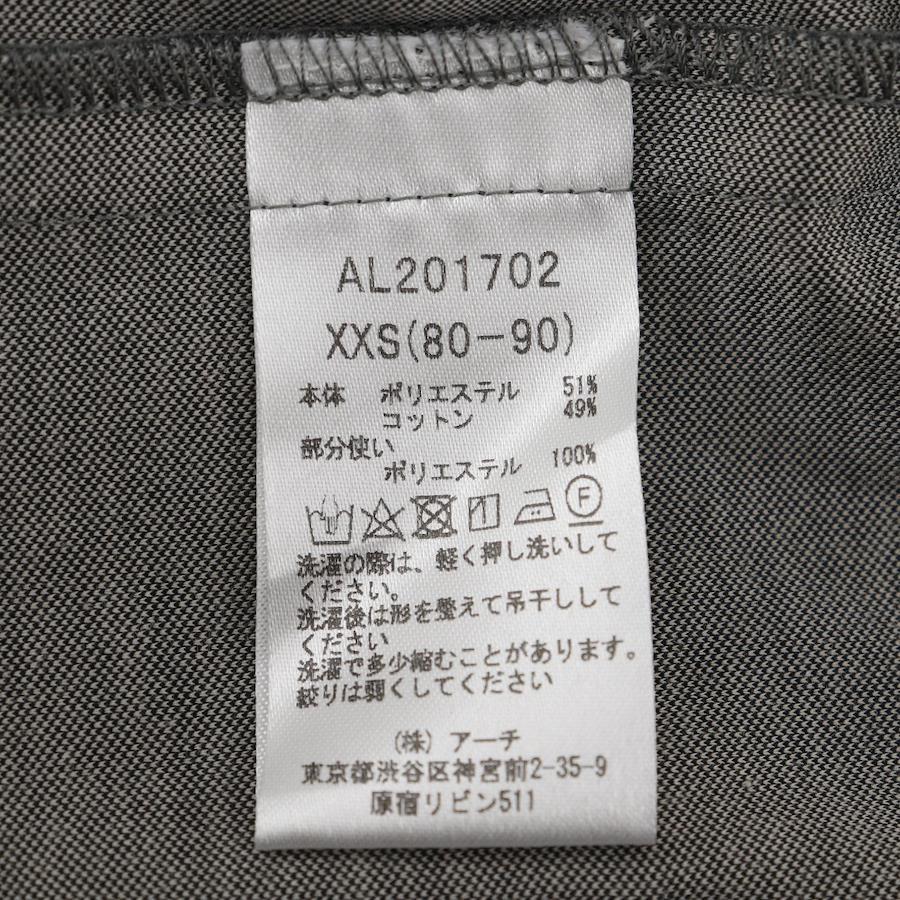 AL201702
XXS(80-90)
本体 ポリエステル 51%
コットン 49%
部分使い
ポリエステル 100%
F
洗濯の際は、軽く押し洗いして
ください。
洗濯後は形を整えて吊干しして
ください
洗濯で多少縮むことがあります。
絞りは弱くしてください
(株) アーチ
東京都渋谷区神宮前2-35-9
原宿リビン511